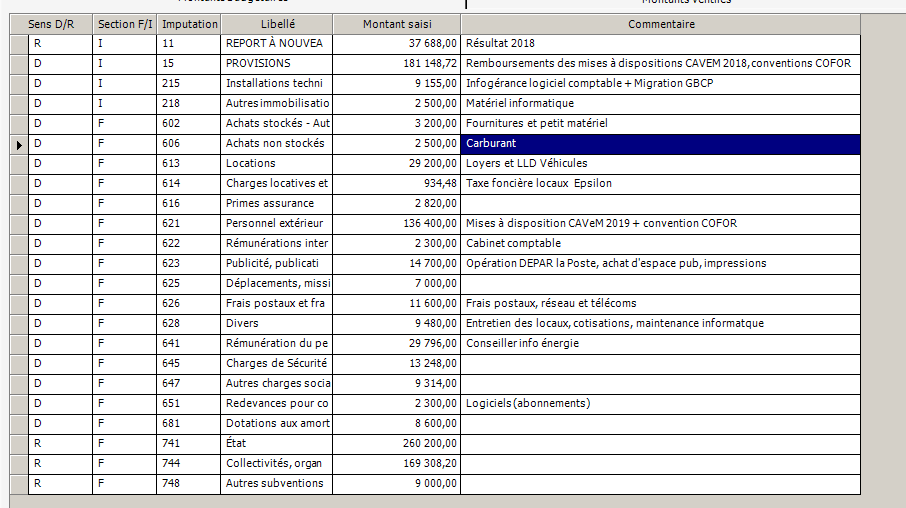 Sens D/R Section F/I Imputation Libellé Montant saisi Commentaire
R I 11 REPORT À NOUVEA 37 688,00 Résultat 2018
D I 15 PROVISIONS 181 148,72 Remboursements des mises à dispositions CAVEM 2018,conventions COFOR
D I 215 Installations techni 9 155,00 Infogérance logiciel comptable + Migration GBCP
D I 218 Autres immobilisatio 2 500,00 Matériel informatique
D F 602 Achats stockés - Aut 3 200,00 Fournitures et petit matériel
D F 606 Achats non stockés 2 500,00 Carburant
D F 613 Locations 29 200,00 Loyers et LLD Véhicules
D F 614 Charges locatives et 934,48 Taxe foncière locaux Epsilon
D F 616 Primes assurance 2 820,00
D F 621 Personnel extérieur 136 400,00 Mises à disposition CAVeM 2019 + convention COFOR
D F 622 Rémunérations inter 2 300,00 Cabinet comptable
D F 623 Publicité, publicati 14 700,00 Opération DEPAR la Poste, achat d'espace pub, impressions
D F 625 Déplacements, missi 7 000,00
D F 626 Frais postaux et fra 11 600,00 Frais postaux, réseau et télécoms
D F 628 Divers 9 480,00 Entretien des locaux, cotisations, maintenance informatque
D F 641 Rémunération du pe 29 796,00 Conseiller info énergie
D F 645 Charges de Sécurité 13 248,00
D F 647 Autres charges socia 9 314,00
D F 651 Redevances pour co 2 300,00 Logiciels (abonnements)
D F 681 Dotations aux amort 8 600,00
R F 741 État 260 200,00
R F 744 Collectivités, organ 169 308,20
R F 748 Autres subventions 9 000,00